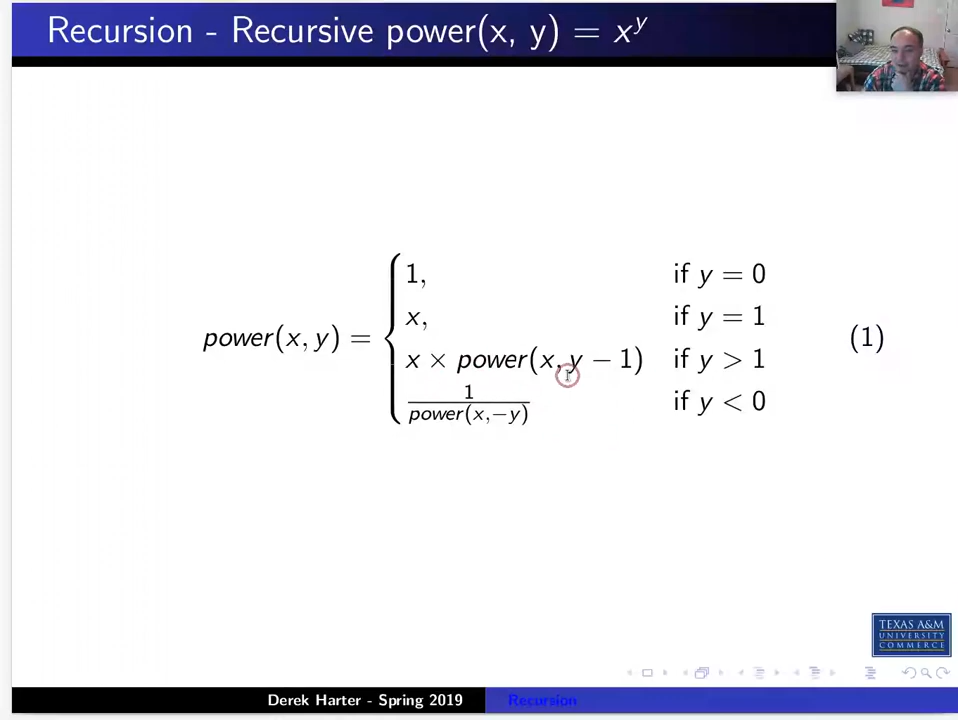 Recursion - Recursive power(x, y) = x^y
power(x, y) = { 1, if y = 0
x, if y = 1
x × power(x, y − 1) if y > 1
1/power(x,−y) if y < 0
(1)
TEXAS A&M
UNIVERSITY
COMMERCE
Derek Harter - Spring 2019 Recursion